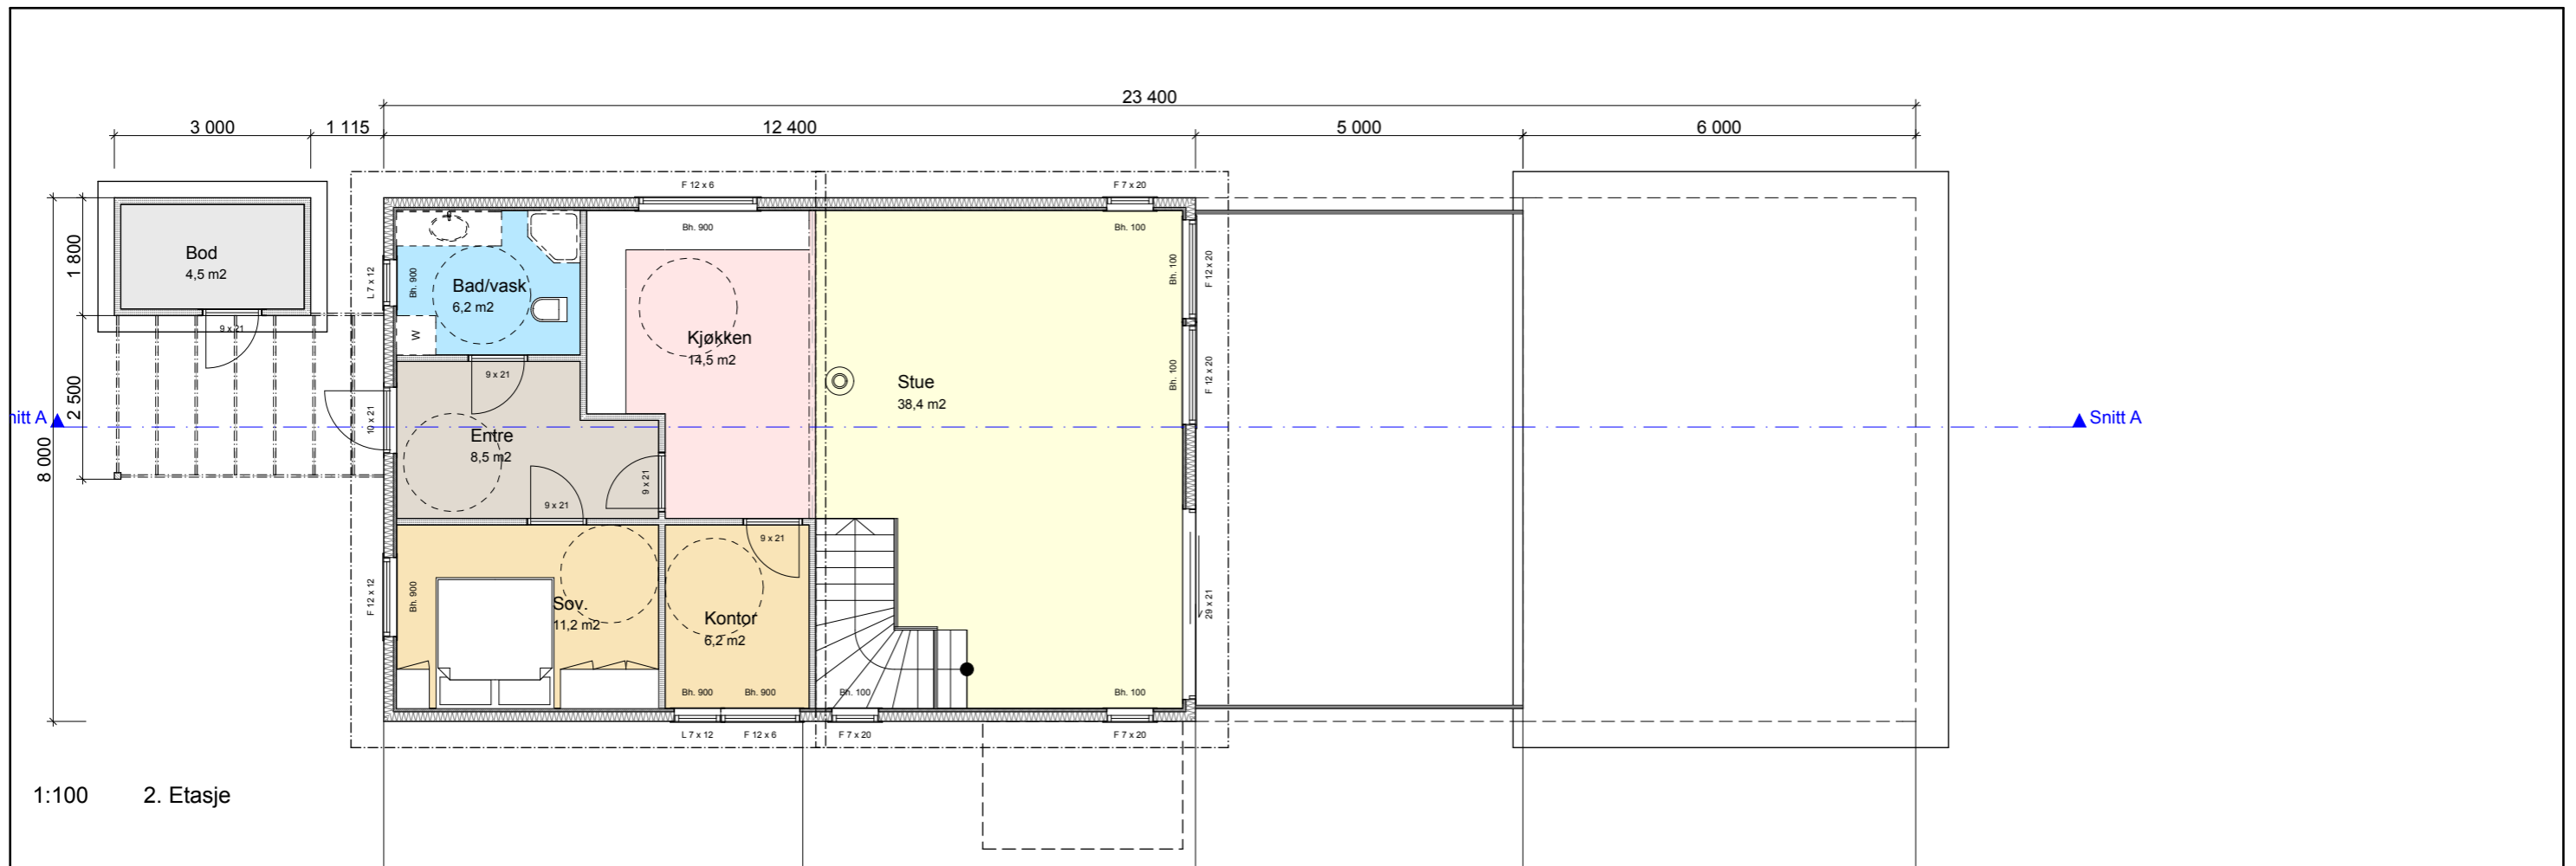 23 400
3 000
1 115
12 400
5 000
6 000
F 12 x 6
F 7 x 20
Bod
4,5 m2
1 800
Bh. 900
Bh. 100
L 7 x 12
Bh. 900
Bad/vask
6,2 m2
Bh. 100
F 12 x 20
9 x 21
W
Kjøkken
14,5 m2
9 x 21
Stue
38,4 m2
Bh. 100
F 12 x 20
2 500
nitt A
10 x 21
Snitt A
Entre
8,5 m2
8 000
9 x 21
9 x 21
9 x 21
F 12 x 12
Bh. 900
Sov.
11,2 m2
Kontor
6,2 m2
29 x 21
Bh. 900
Bh. 900
Bh. 100
Bh. 100
L 7 x 12
F 12 x 6
F 7 x 20
F 7 x 20
1:100
2. Etasje